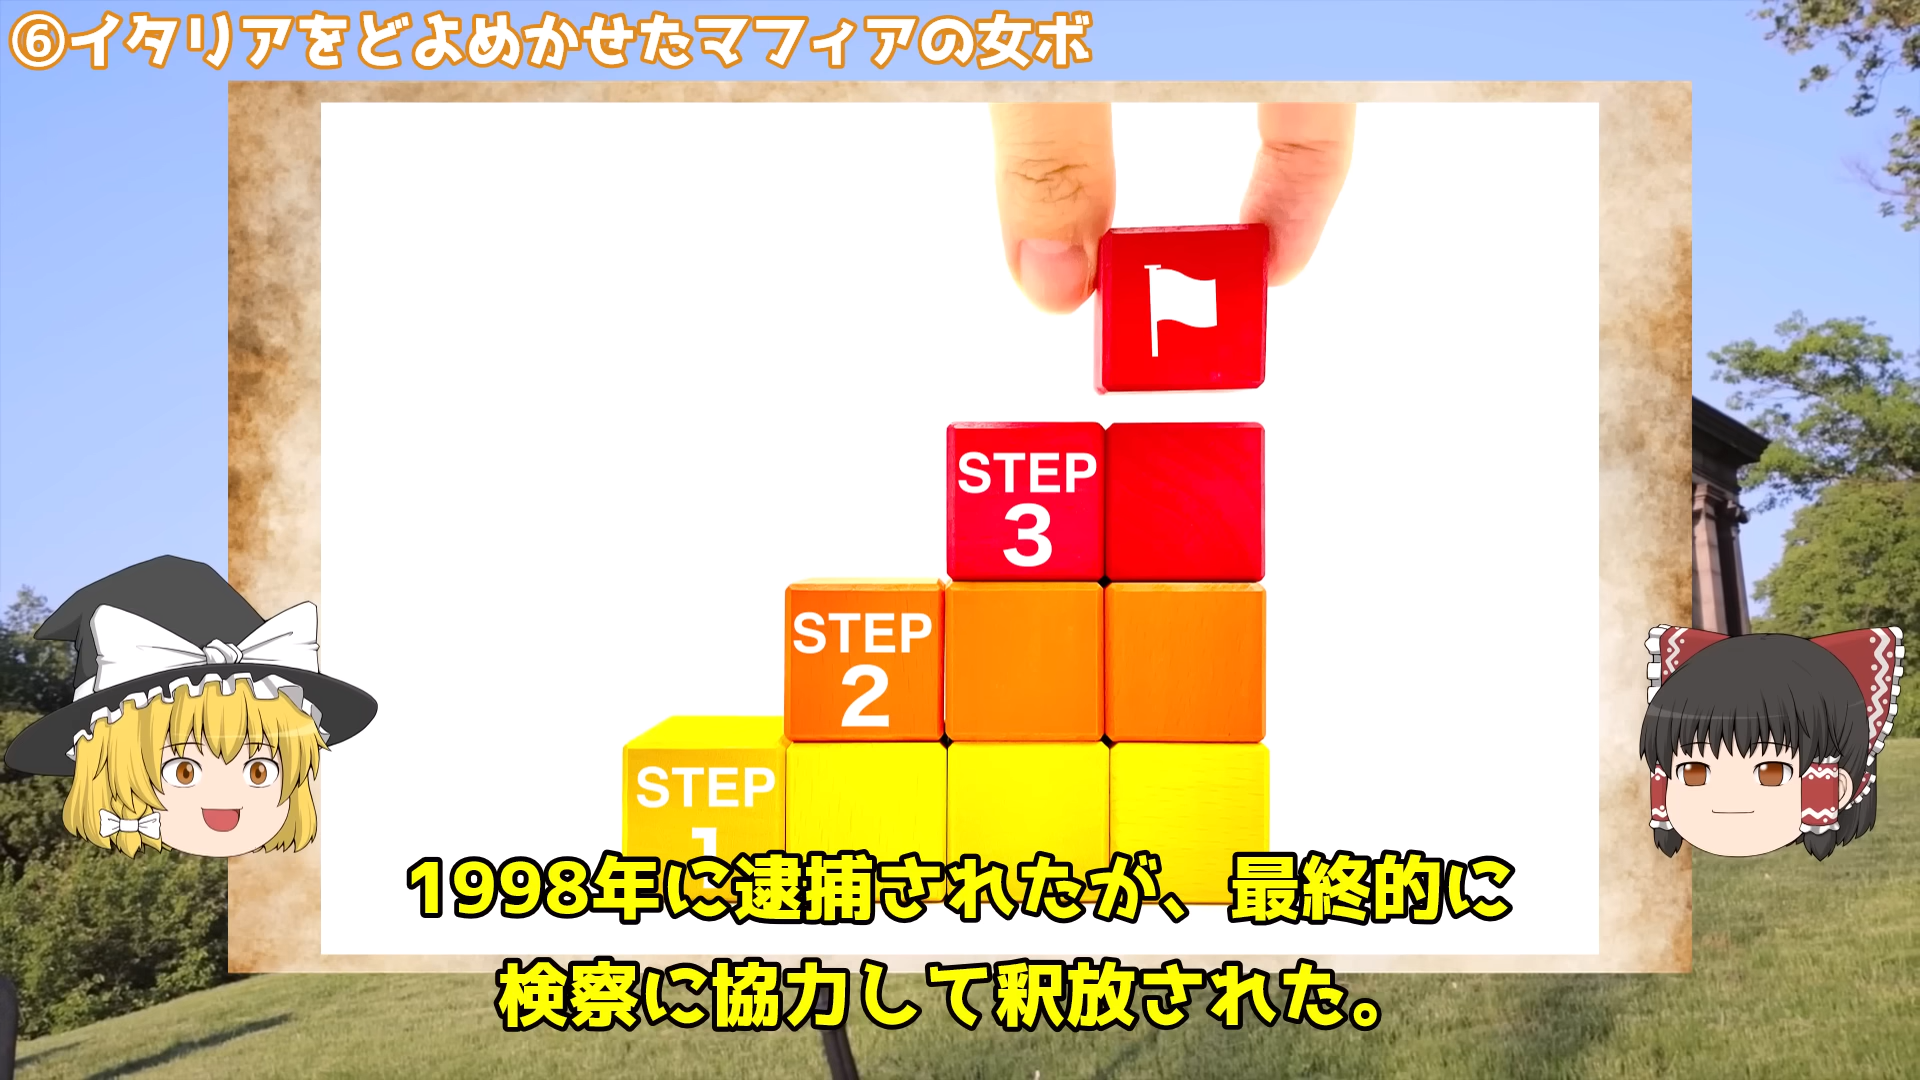 ⑥イタリアをどよめかせたマフィアの女ボ
STEP
3
STEP
2
STEP
1
1998年に逮捕されたが、最終的に
検察に協力して釈放された。